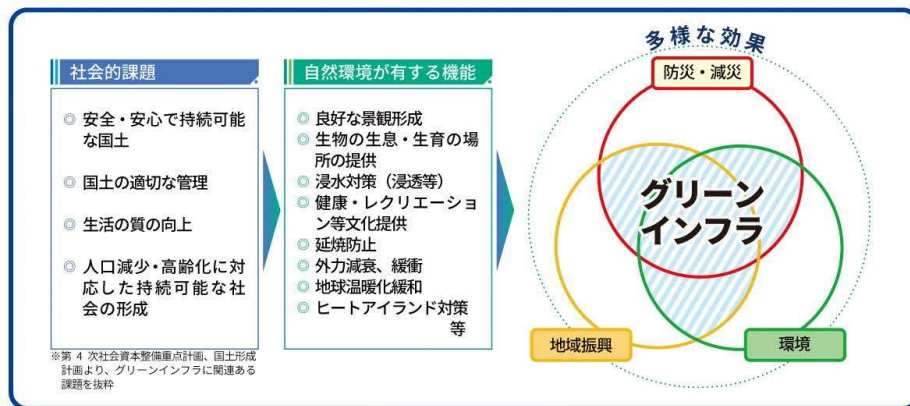 社会的課題
◎ 安全・安心で持続可能
な国土
◎ 国土の適切な管理
◎ 生活の質の向上
◎ 人口減少・高齢化に対
応した持続可能な社
会の形成
※第 4 次社会資本整備重点計画、国土形成
計画より、グリーンインフラに関連ある
課題を抜粋
自然環境が有する機能
◎ 良好な景観形成
◎ 生物の生息・生育の場
所の提供
◎ 浸水対策（浸透等）
◎ 健康・レクリエーショ
ン等文化提供
◎ 延焼防止
◎ 外力減衰、緩衝
◎ 地球温暖化緩和
◎ ヒートアイランド対策
等
多様な効果
防災・減災
グリーン
インフラ
地域振興
環境